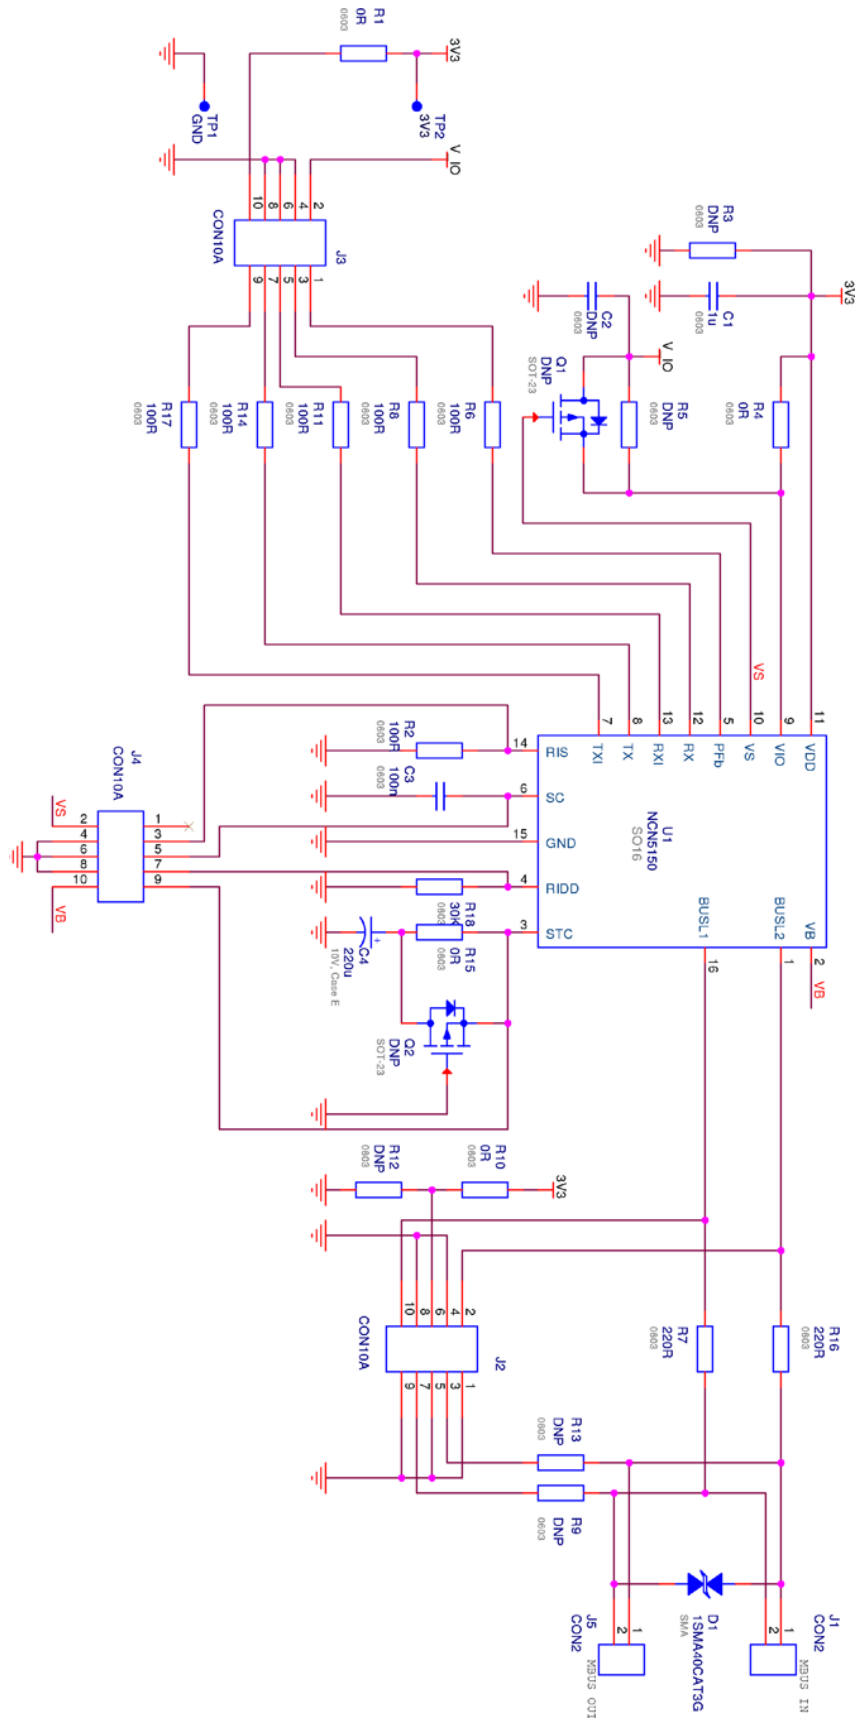 R1
0R
0603
3V3
TP1
GND
TP2
3V3
V_IO
2
4
6
8
10
1
3
5
7
9
J3
CON10A
R3
DNP
0603
C1
1u
0603
3V3
C2
DNP
0603
V_IO
Q1
DNP
SOT-23
R5
DNP
0603
R4
0R
0603
R17
100R
0603
R14
100R
0603
R11
100R
0603
R8
100R
0603
R6
100R
0603
VS
7
8
13
12
5
10
9
11
TXI
TX
RXI
RX
PFb
VS
VIO
VDD
14
6
15
4
3
RIS
SC
GND
RIDD
STC
U1
NCN5150
SO16
BUSL1
BUSL2
VB
16
1
2
VB
R2
100R
0603
C3
100n
0603
R18
30K
0603
R15
0R
0603
C4
220u
10V, Case E
+
Q2
DNP
SOT-23
J4
CON10A
1
3
5
7
9
2
4
6
8
10
VS
VB
R12
DNP
0603
R10
0R
0603
3V3
10
8
6
4
2
9
7
5
3
1
J2
CON10A
R7
220R
0603
R16
220R
0603
R13
DNP
0603
R9
DNP
0603
D1
1SMA40CAT3G
SMA
J5
CON2
1
2
MBUS OUT
J1
CON2
1
2
MBUS IN